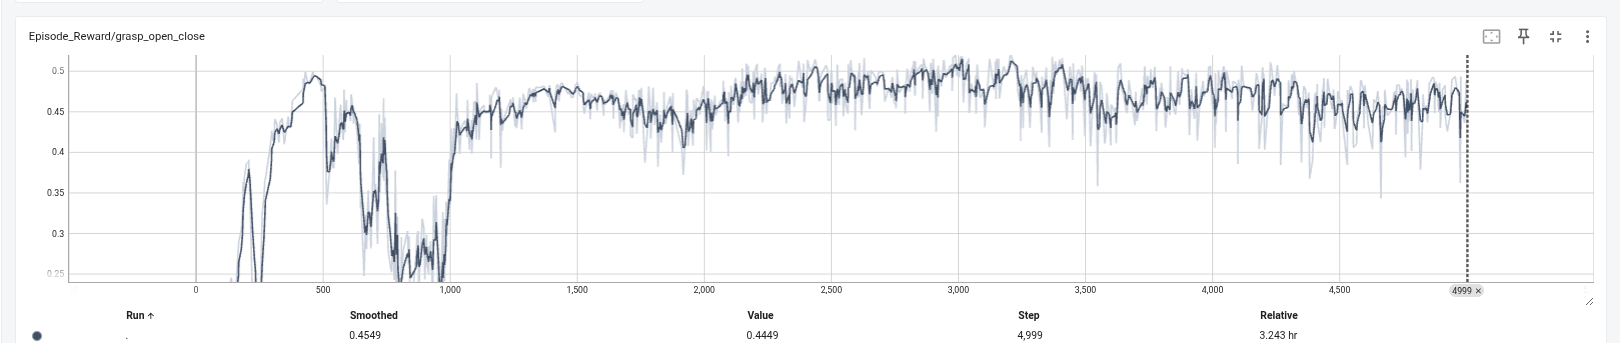 Episode_Reward/grasp_open_close
0.5
0.45
0.4
0.35
0.3
0.25
0 500 1,000 1,500 2,000 2,500 3,000 3,500 4,000 4,500 4999 ×
Run ↑ Smoothed Value Step Relative
. 0.4549 0.4449 4,999 3.243 hr